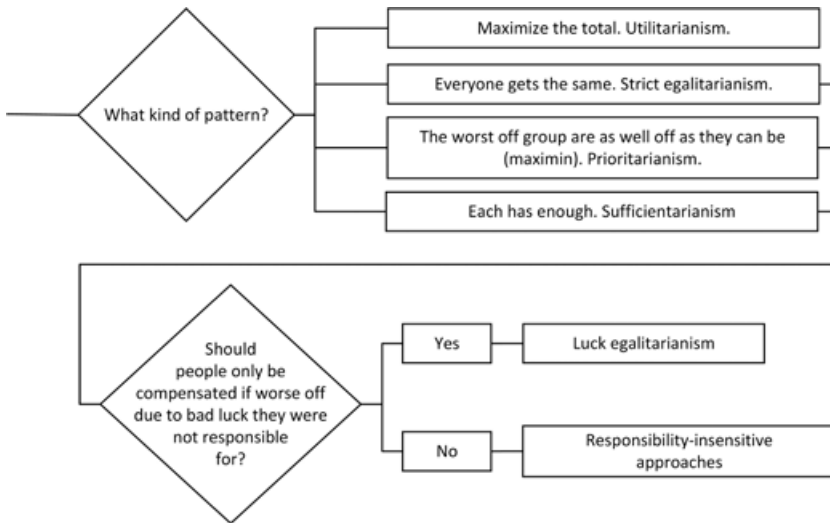 What kind of pattern?
Maximize the total. Utilitarianism.
Everyone gets the same. Strict egalitarianism.
The worst off group are as well off as they can be
(maximin). Prioritarianism.
Each has enough. Sufficientarianism
Should
people only be
compensated if worse off
due to bad luck they were
not responsible
for?
Yes
Luck egalitarianism
No
Responsibility-insensitive
approaches